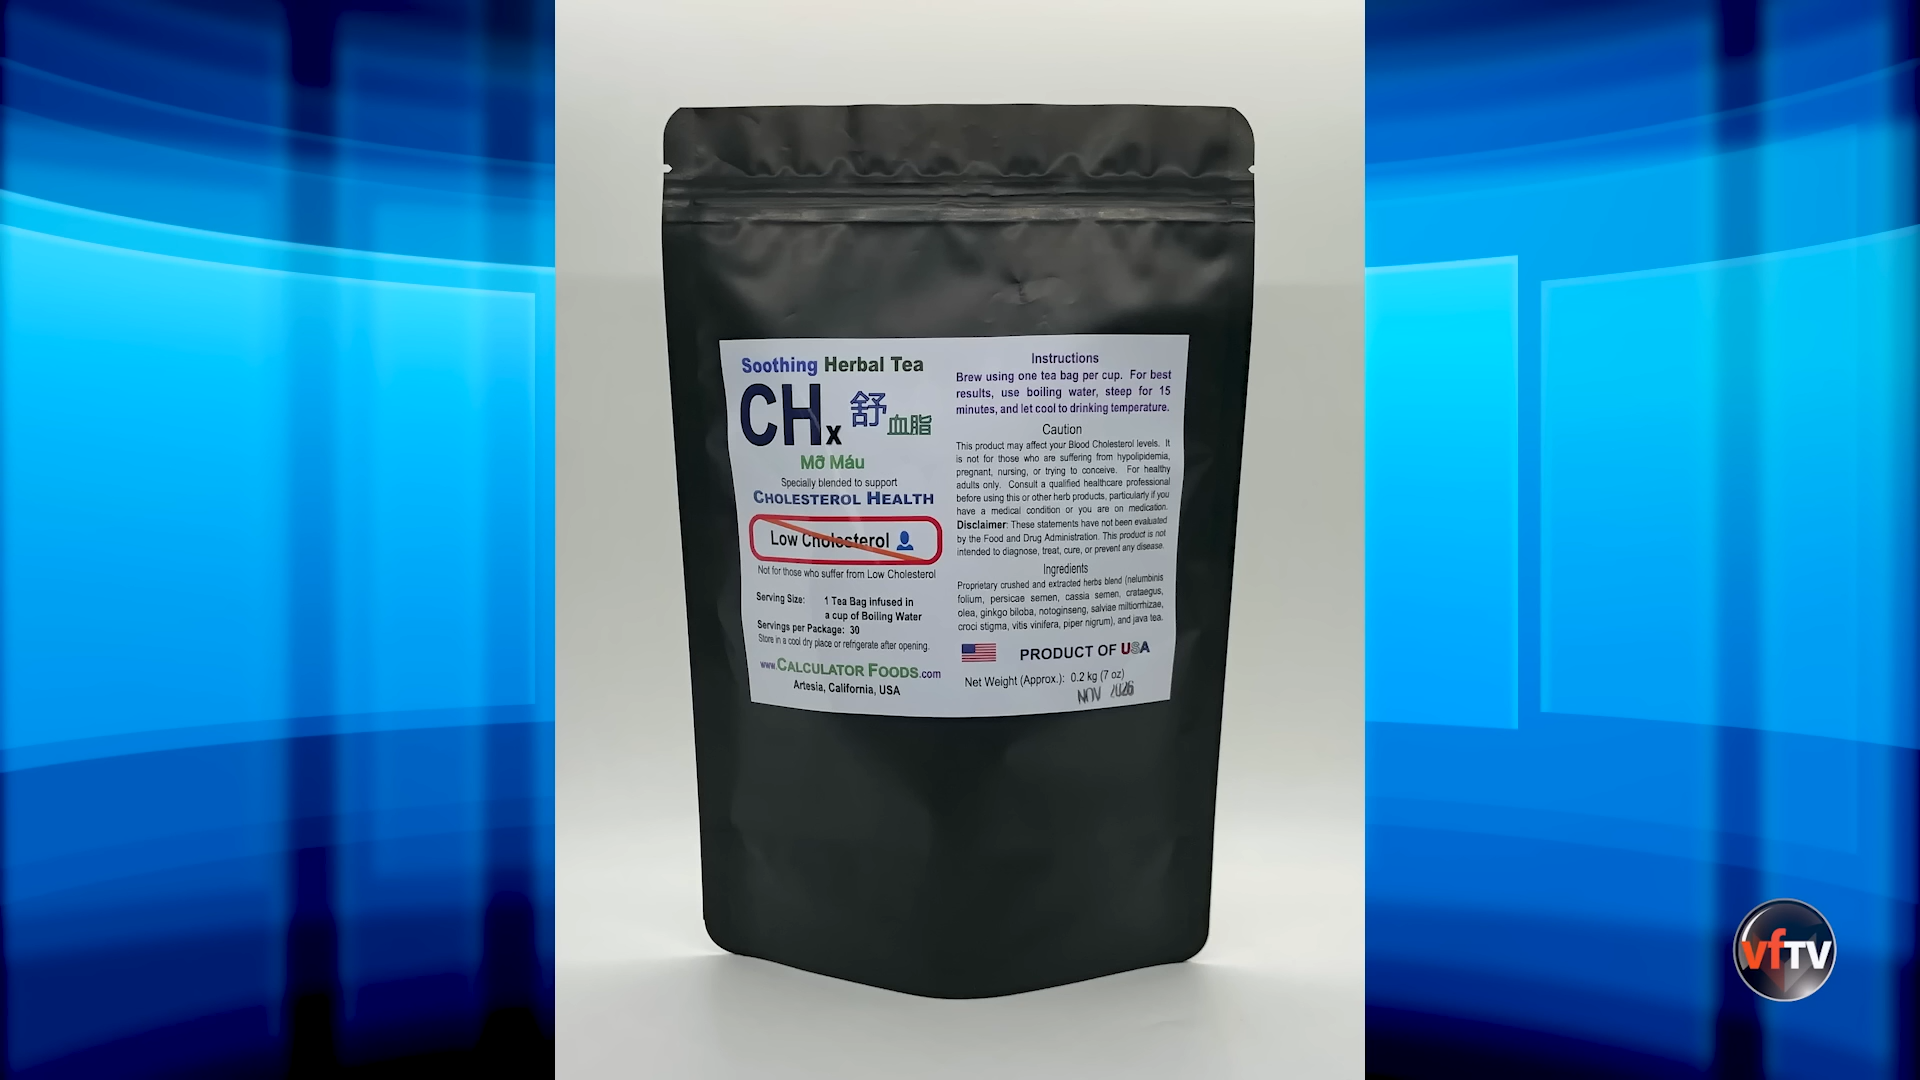 Soothing Herbal Tea
CHx 舒血脂
Mỡ Máu
Specially blended to support
CHOLESTEROL HEALTH
Low Cholesterol
Not for those who suffer from Low Cholesterol
Serving Size: 1 Tea Bag infused in
a cup of Boiling Water
Servings per Package: 30
Store in a cool dry place or refrigerate after opening.
www.CALCULATOR FOODS.com
Artesia, California, USA
Instructions
Brew using one tea bag per cup. For best
results, use boiling water, steep for 15
minutes, and let cool to drinking temperature.
Caution
This product may affect your Blood Cholesterol levels. It
is not for those who are suffering from hypolipidemia,
pregnant, nursing, or trying to conceive. For healthy
adults only. Consult a qualified healthcare professional
before using this or other herb products, particularly if you
have a medical condition or you are on medication.
Disclaimer: These statements have not been evaluated
by the Food and Drug Administration. This product is not
intended to diagnose, treat, cure, or prevent any disease.
Ingredients
Proprietary crushed and extracted herbs blend (nelumbinis
folium, persicae semen, cassia semen, crataegus,
olea, ginkgo biloba, notoginseng, salviae miltiorrhizae,
croci stigma, vitis vinifera, piper nigrum), and java tea.
PRODUCT OF USA
Net Weight (Approx.): 0.2 kg (7 oz)
NOV 2026
vfTV